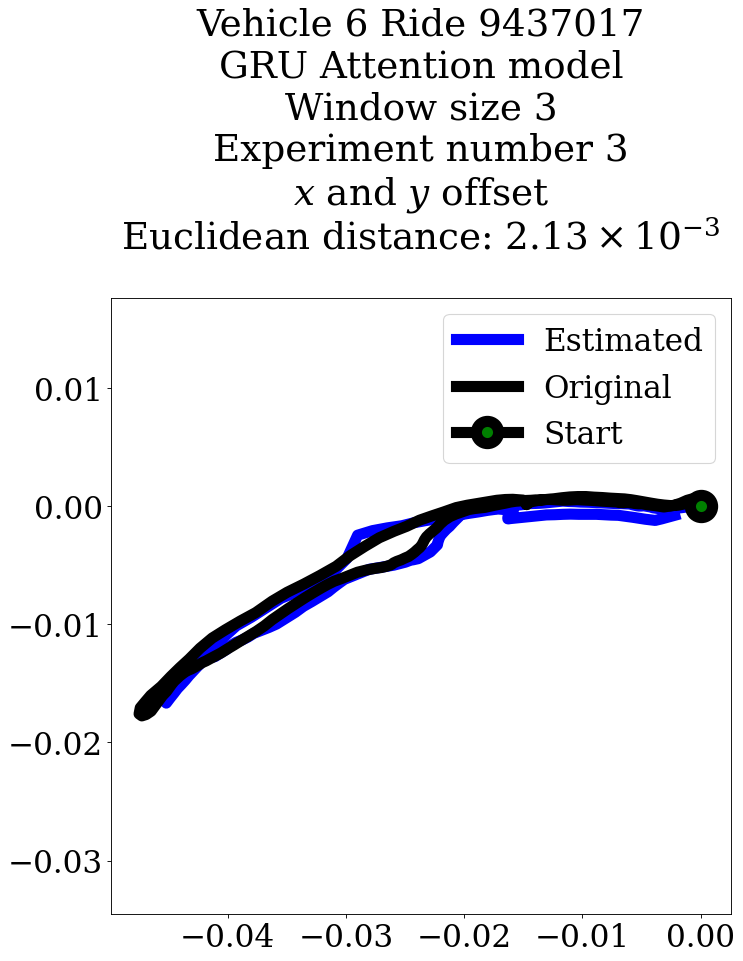 Vehicle 6 Ride 9437017
GRU Attention model
Window size 3
Experiment number 3
x and y offset
Euclidean distance: 2.13 × 10⁻³
Estimated
Original
Start
0.01
0.00
−0.01
−0.02
−0.03
−0.04 −0.03 −0.02 −0.01 0.00